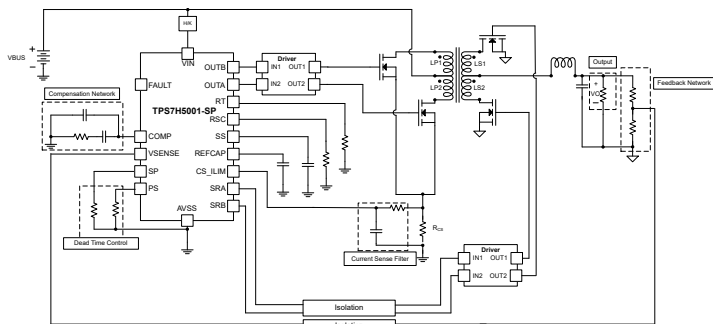 H/K
VBUS
+
−
VIN
OUTB
OUTA
FAULT
RT
TPS7H5001-SP
RSC
COMP
SS
VSENSE
REFCAP
SP
CS_ILIM
PS
SRA
AVSS
SRB
Compensation Network
Dead Time Control
Driver
IN1 OUT1
IN2 OUT2
LP1 LS1
LP2 LS2
Output
+
VO
−
Feedback Network
Current Sense Filter
RCS
Driver
IN1 OUT1
IN2 OUT2
Isolation
Isolation